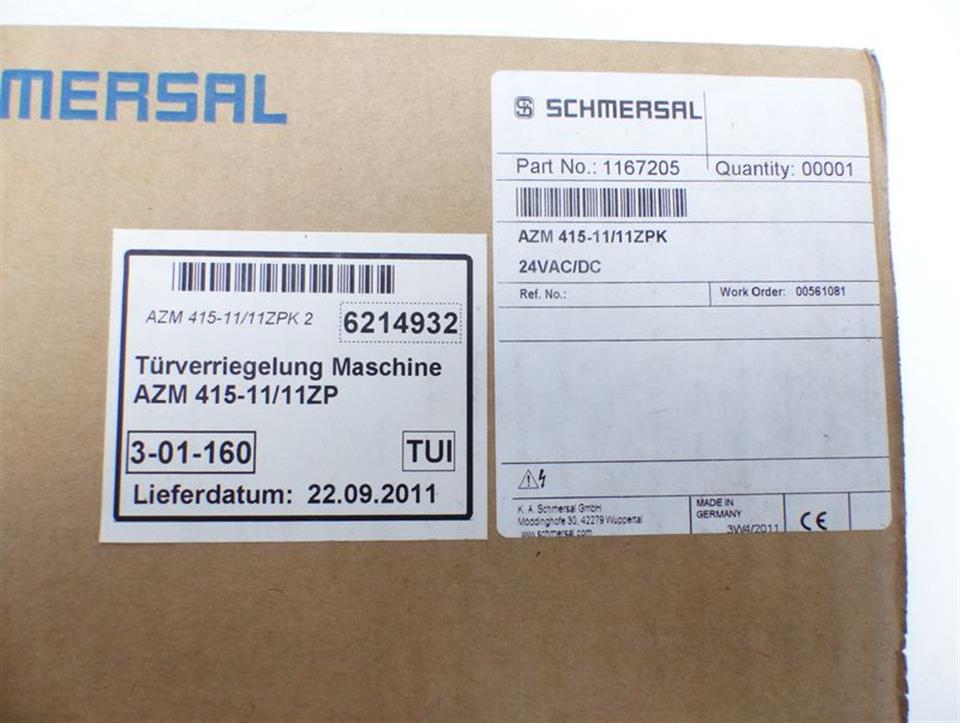 MERSAL
SCHMERSAL
Part No.: 1167205 Quantity: 00001
AZM 415-11/11ZPK
24VAC/DC
Ref. No.: Work Order: 00561081
K. A. Schmersal GmbH
Möddinghofe 30, 42279 Wuppertal
www.schmersal.com
MADE IN
GERMANY
3W4/2011
CE
AZM 415-11/11ZPK 2
6214932
Türverriegelung Maschine
AZM 415-11/11ZP
3-01-160 TUI
Lieferdatum: 22.09.2011